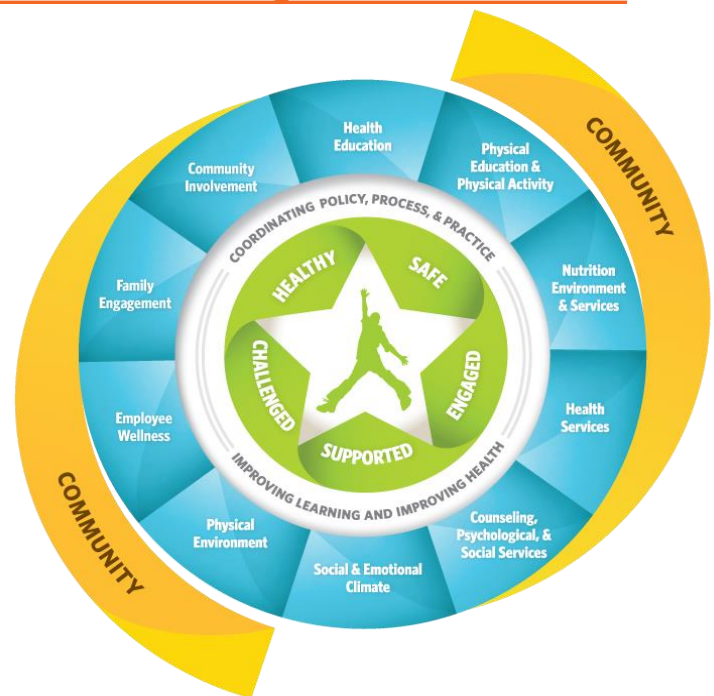 COMMUNITY
Health
Education
Physical
Education &
Physical Activity
Nutrition
Environment
& Services
Health
Services
Counseling,
Psychological, &
Social Services
Social & Emotional
Climate
Physical
Environment
Employee
Wellness
Family
Engagement
Community
Involvement
COORDINATING POLICY, PROCESS, & PRACTICE
IMPROVING LEARNING AND IMPROVING HEALTH
HEALTHY
SAFE
ENGAGED
SUPPORTED
CHALLENGED
COMMUNITY